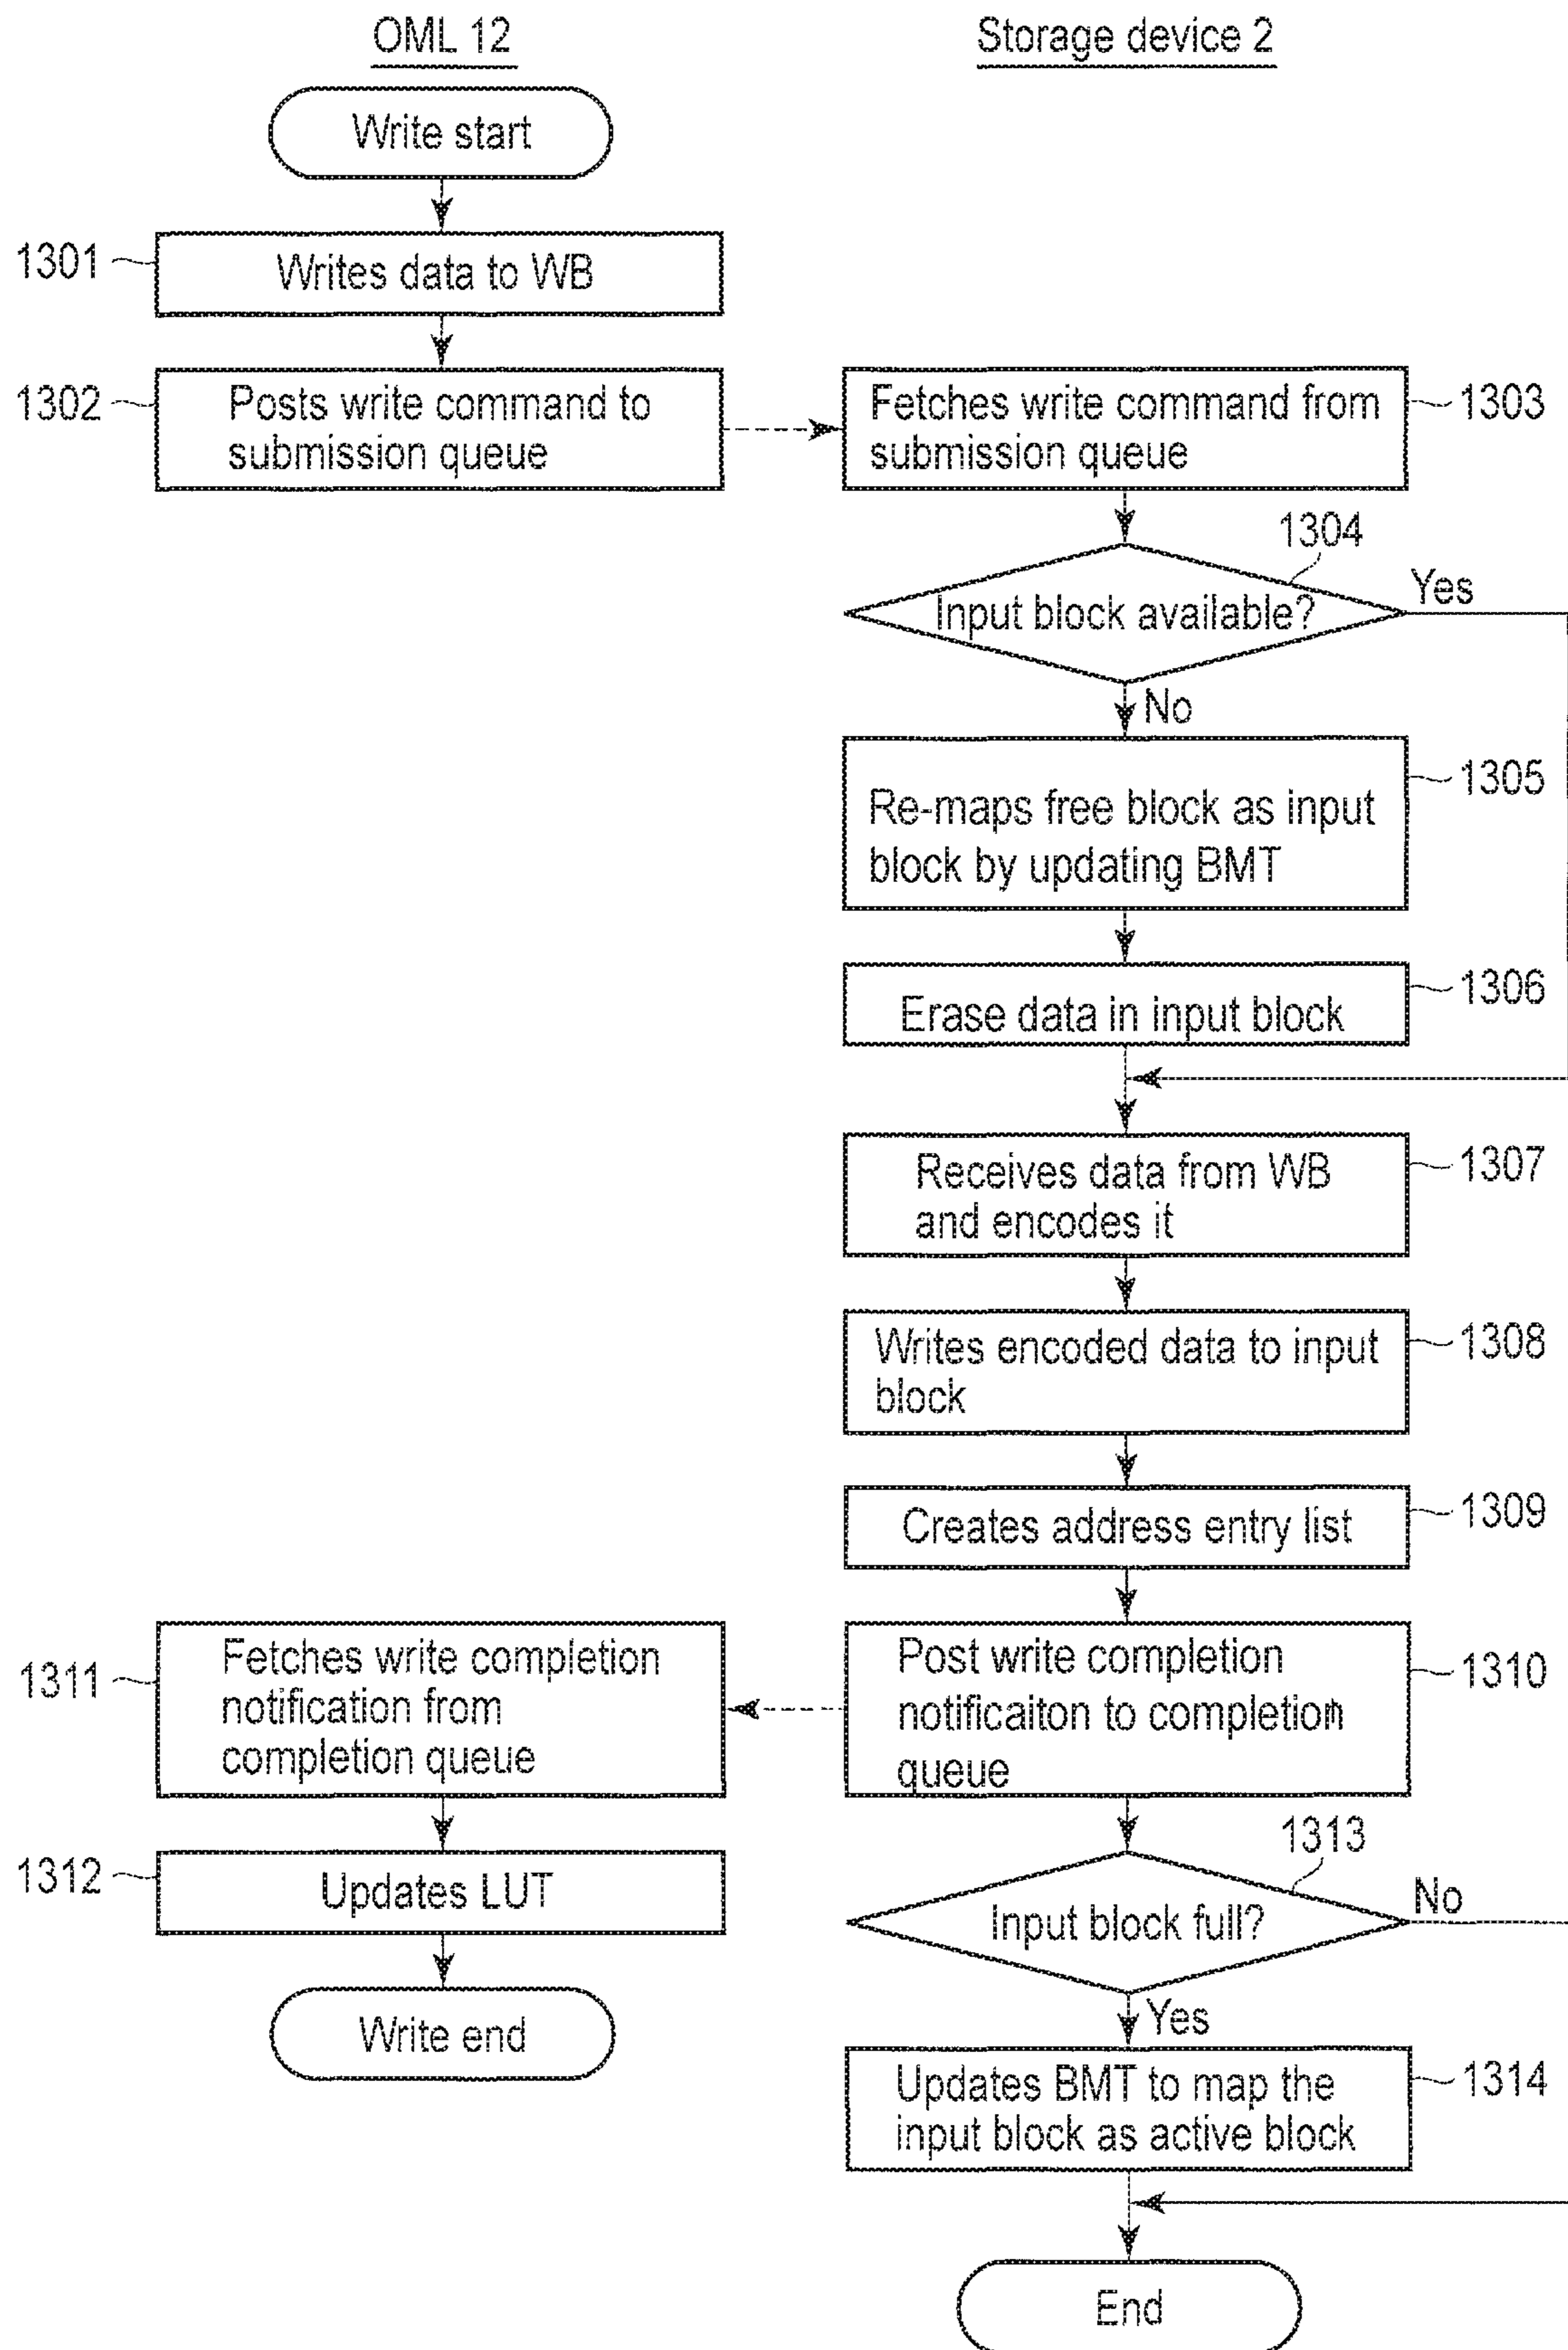 OML 12
Storage device 2
Write start
1301
Writes data to WB
1302
Posts write command to
submission queue
Fetches write command from
submission queue
1303
1304
Input block available?
Yes
No
Re-maps free block as input
block by updating BMT
1305
Erase data in input block
1306
Receives data from WB
and encodes it
1307
Writes encoded data to input
block
1308
Creates address entry list
1309
1311
Fetches write completion
notification from
completion queue
Post write completion
notificaiton to completion
queue
1310
1312
Updates LUT
1313
Input block full?
No
Write end
Yes
Updates BMT to map the
input block as active block
1314
End